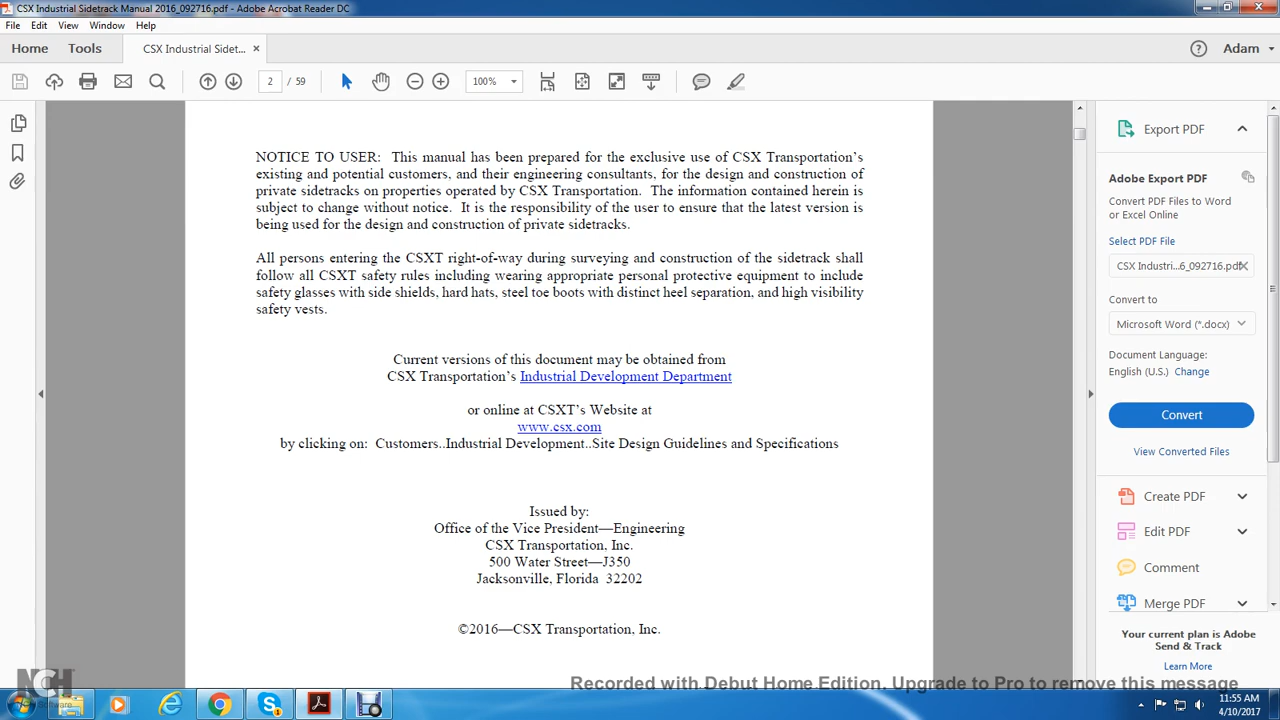 CSX Industrial Sidetrack Manual 2016_092716.pdf - Adobe Acrobat Reader DC
File Edit View Window Help
Home Tools CSX Industrial Sidet... × Adam
2 / 59 100%
NOTICE TO USER: This manual has been prepared for the exclusive use of CSX Transportation's
existing and potential customers, and their engineering consultants, for the design and construction of
private sidetracks on properties operated by CSX Transportation. The information contained herein is
subject to change without notice. It is the responsibility of the user to ensure that the latest version is
being used for the design and construction of private sidetracks.
All persons entering the CSXT right-of-way during surveying and construction of the sidetrack shall
follow all CSXT safety rules including wearing appropriate personal protective equipment to include
safety glasses with side shields, hard hats, steel toe boots with distinct heel separation, and high visibility
safety vests.
Current versions of this document may be obtained from
CSX Transportation's Industrial Development Department
or online at CSXT's Website at
www.csx.com
by clicking on: Customers..Industrial Development..Site Design Guidelines and Specifications
Issued by:
Office of the Vice President—Engineering
CSX Transportation, Inc.
500 Water Street—J350
Jacksonville, Florida 32202
©2016—CSX Transportation, Inc.
Export PDF
Adobe Export PDF
Convert PDF Files to Word
or Excel Online
Select PDF File
CSX Industri...6_092716.pdf
Convert to
Microsoft Word (*.docx)
Document Language:
English (U.S.) Change
Convert
View Converted Files
Create PDF
Edit PDF
Comment
Merge PDF
Your current plan is Adobe
Send & Track
Learn More
NCH
Software
Recorded with Debut Home Edition. Upgrade to Pro to remove this message
11:55 AM
4/10/2017